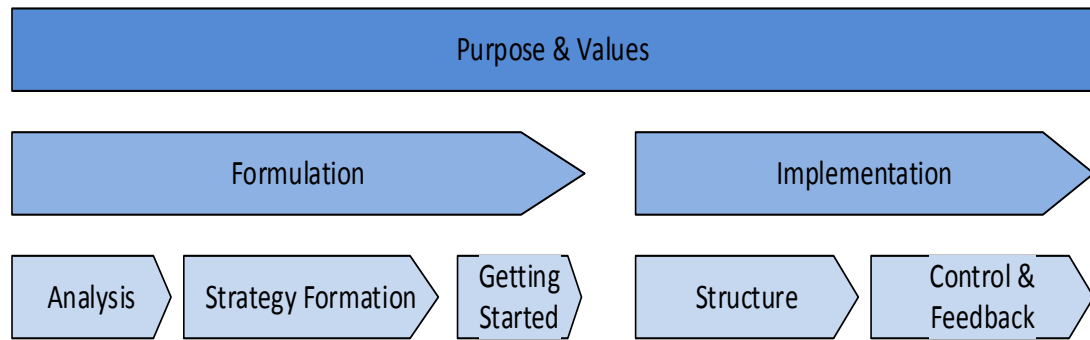 Purpose & Values
Formulation
Implementation
Analysis
Strategy Formation
Getting
Started
Structure
Control &
Feedback